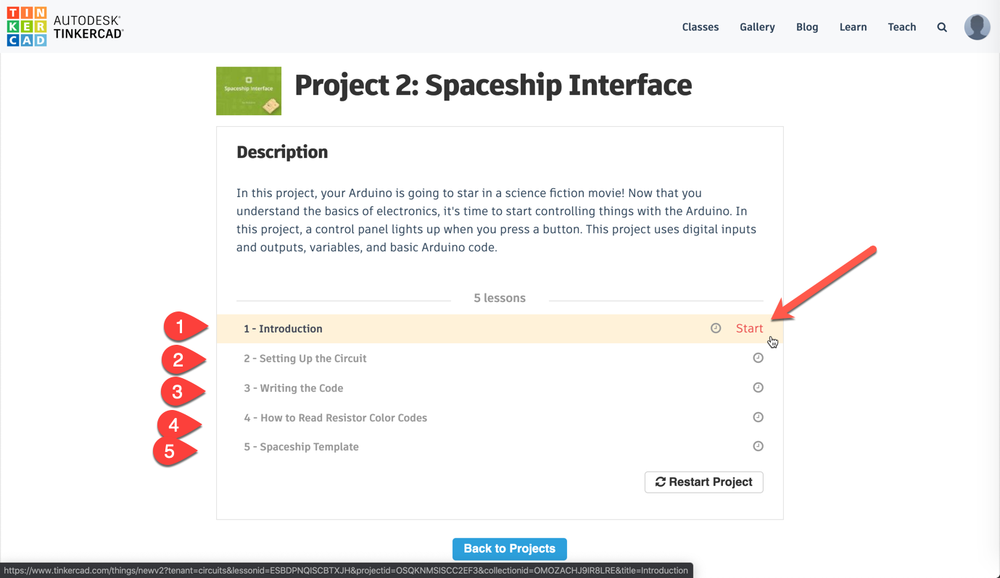 TIN
KER
CAD
AUTODESK®
TINKERCAD®
Classes
Gallery
Blog
Learn
Teach
Spaceship Interface
Project 2: Spaceship Interface
Description
In this project, your Arduino is going to star in a science fiction movie! Now that you
understand the basics of electronics, it's time to start controlling things with the Arduino. In
this project, a control panel lights up when you press a button. This project uses digital inputs
and outputs, variables, and basic Arduino code.
5 lessons
1
1 - Introduction
Start
2
2 - Setting Up the Circuit
3
3 - Writing the Code
4
4 - How to Read Resistor Color Codes
5
5 - Spaceship Template
Restart Project
Back to Projects
https://www.tinkercad.com/things/newv2?tenant=circuits&lessonid=ESBDPNQISCBTXJH&projectid=OSQKNMSISCC2EF3&collectionid=OMOZACHJ9IR8LRE&title=Introduction